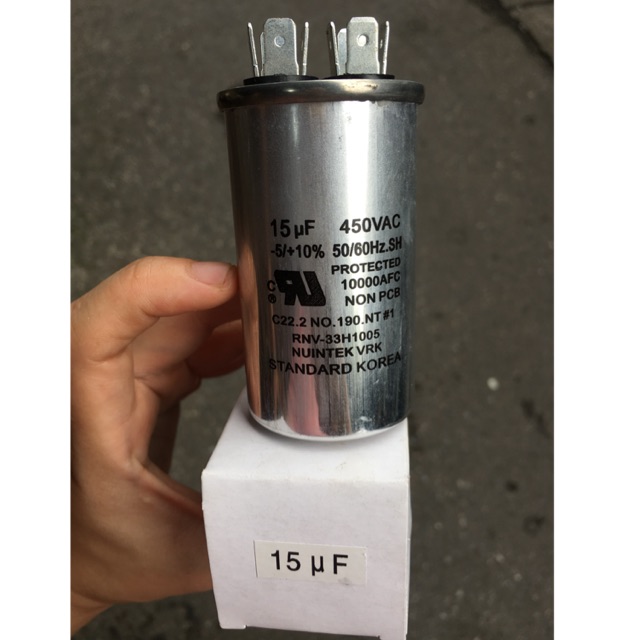 15 µF 450VAC
-5/+10% 50/60Hz.SH
PROTECTED
10000AFC
NON PCB
C ® RU
C22.2 NO.190.NT #1
RNV-33H1005
NUINTEK VRK
STANDARD KOREA
15 µ F